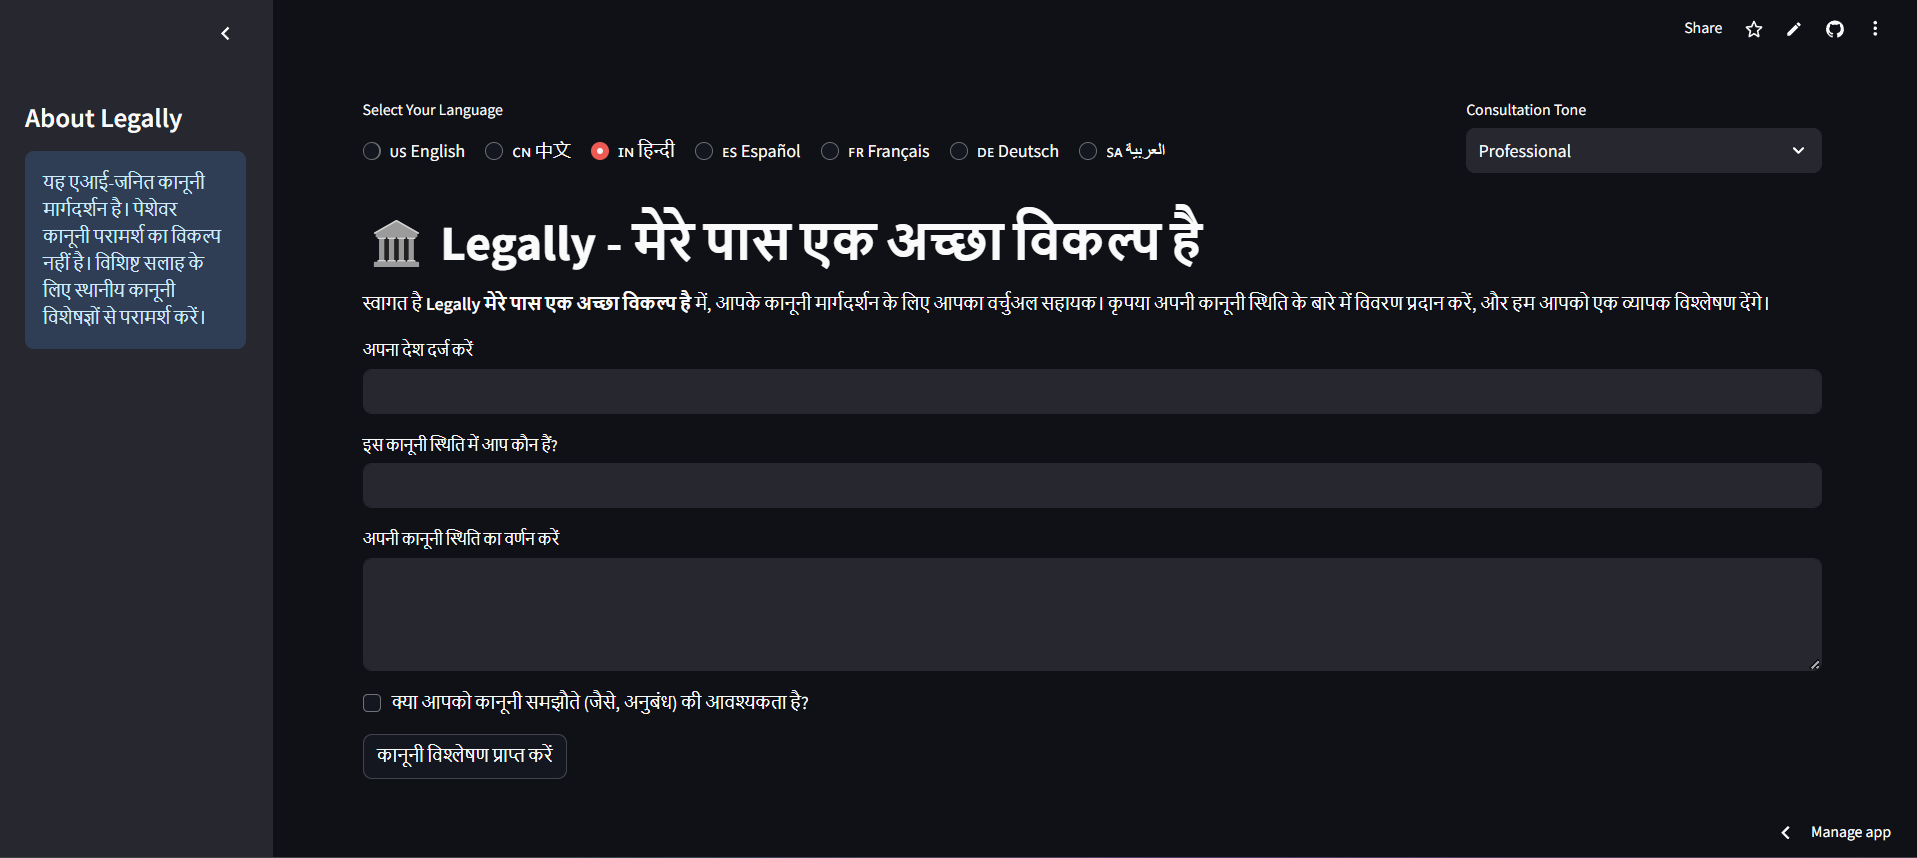 Share
About Legally
यह एआई-जनित कानूनी
मार्गदर्शन है। पेशेवर
कानूनी परामर्श का विकल्प
नहीं है। विशिष्ट सलाह के
लिए स्थानीय कानूनी
विशेषज्ञों से परामर्श करें।
Select Your Language
US English CN 中文 IN हिन्दी ES Español FR Français DE Deutsch SA العربية
Consultation Tone
Professional
Legally - मेरे पास एक अच्छा विकल्प है
स्वागत है Legally मेरे पास एक अच्छा विकल्प है में, आपके कानूनी मार्गदर्शन के लिए आपका वर्चुअल सहायक। कृपया अपनी कानूनी स्थिति के बारे में विवरण प्रदान करें, और हम आपको एक व्यापक विश्लेषण देंगे।
अपना देश दर्ज करें
इस कानूनी स्थिति में आप कौन हैं?
अपनी कानूनी स्थिति का वर्णन करें
क्या आपको कानूनी समझौते (जैसे, अनुबंध) की आवश्यकता है?
कानूनी विश्लेषण प्राप्त करें
Manage app